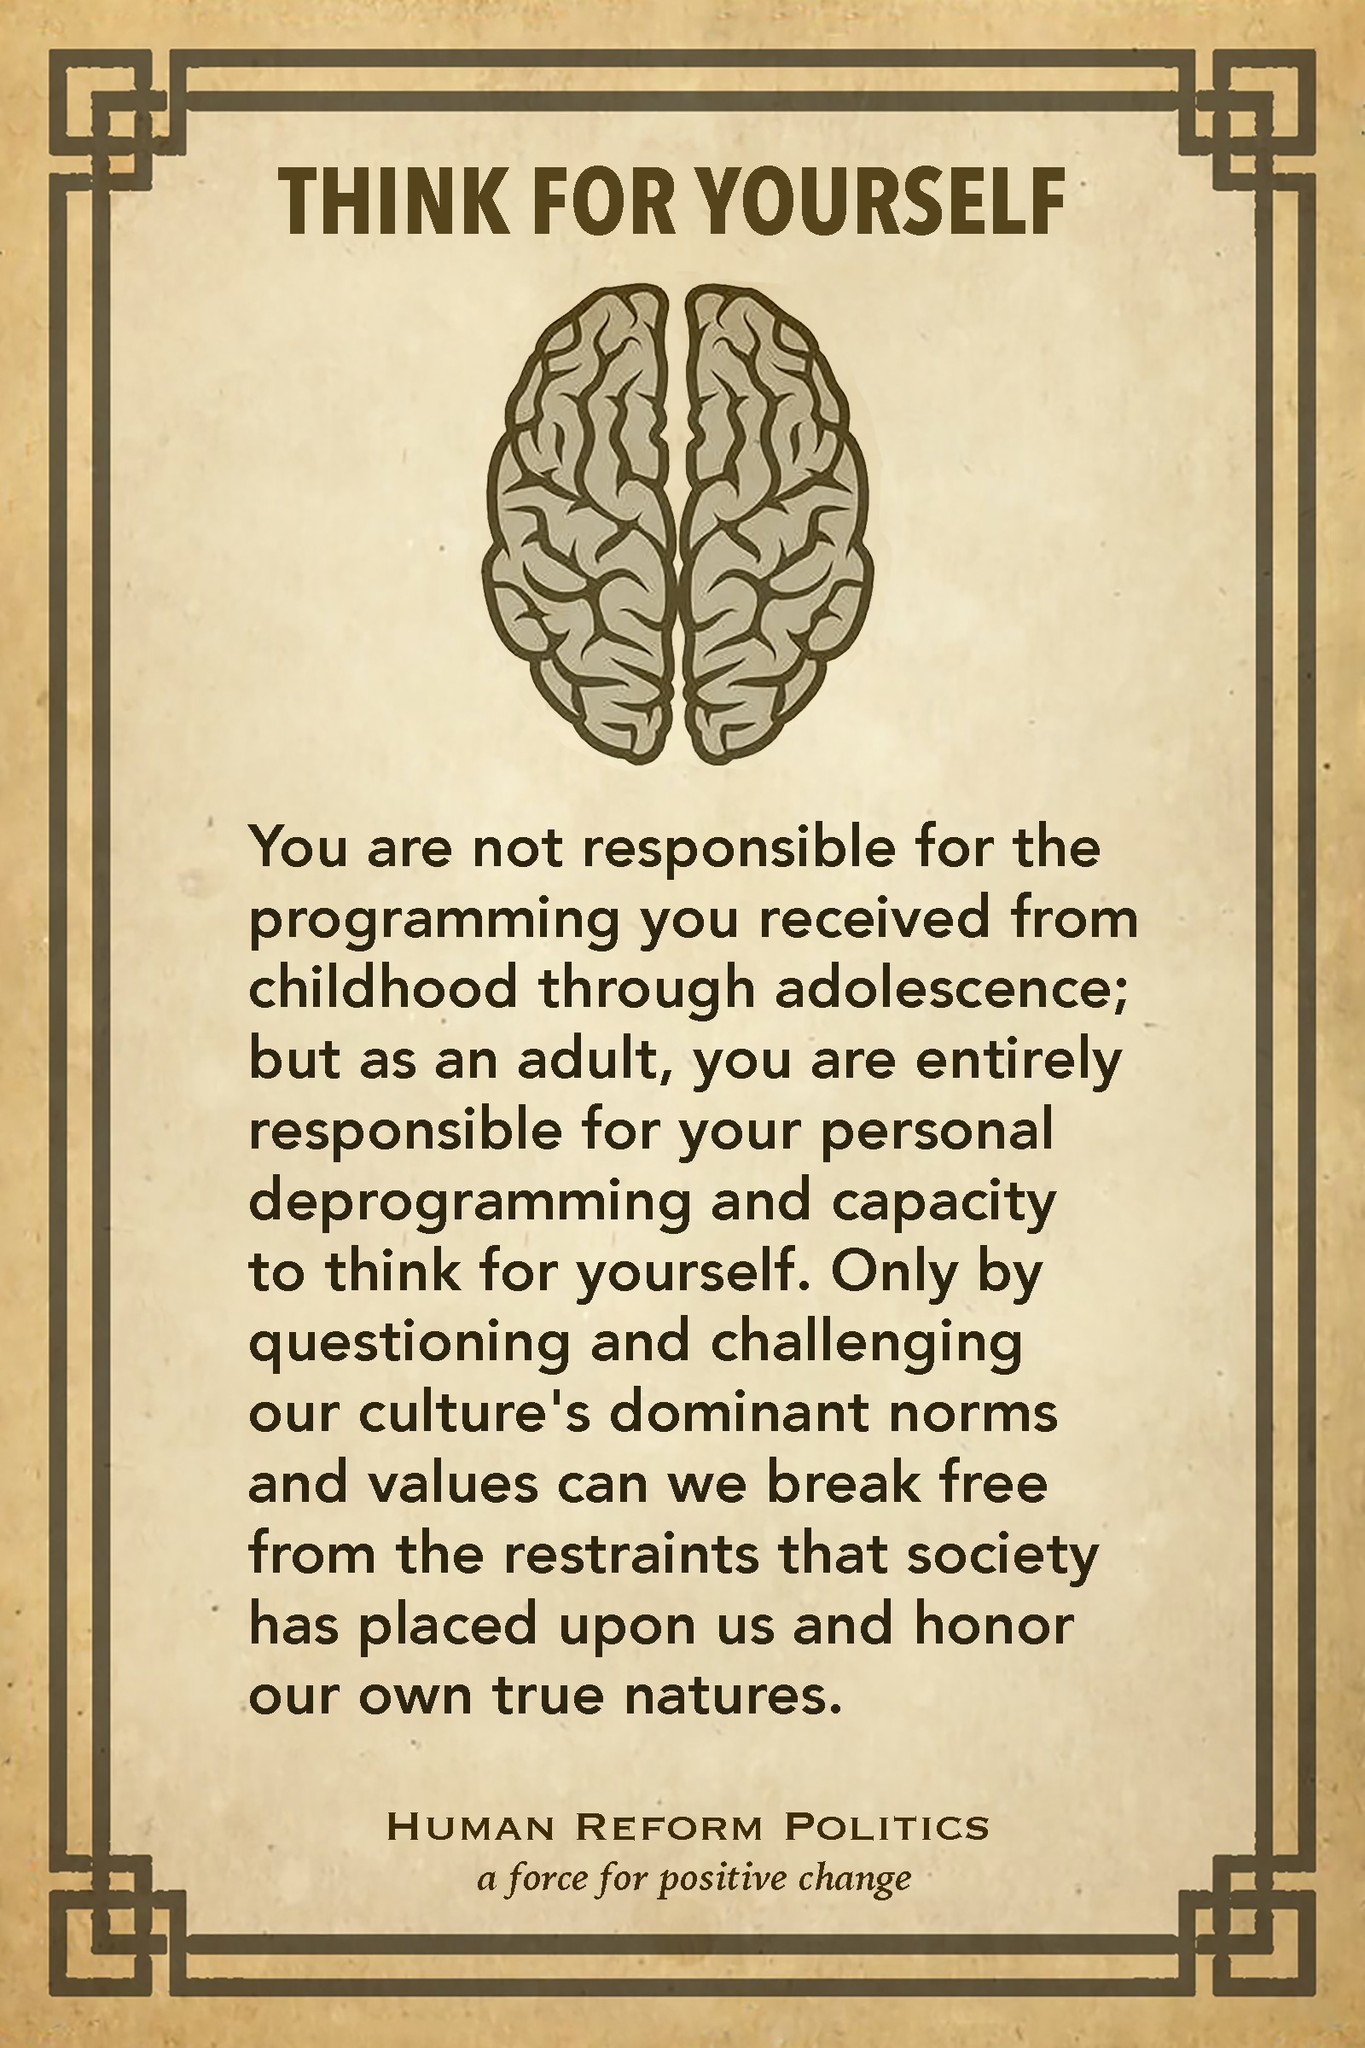 THINK FOR YOURSELF
You are not responsible for the
programming you received from
childhood through adolescence;
but as an adult, you are entirely
responsible for your personal
deprogramming and capacity
to think for yourself. Only by
questioning and challenging
our culture's dominant norms
and values can we break free
from the restraints that society
has placed upon us and honor
our own true natures.
HUMAN REFORM POLITICS
a force for positive change